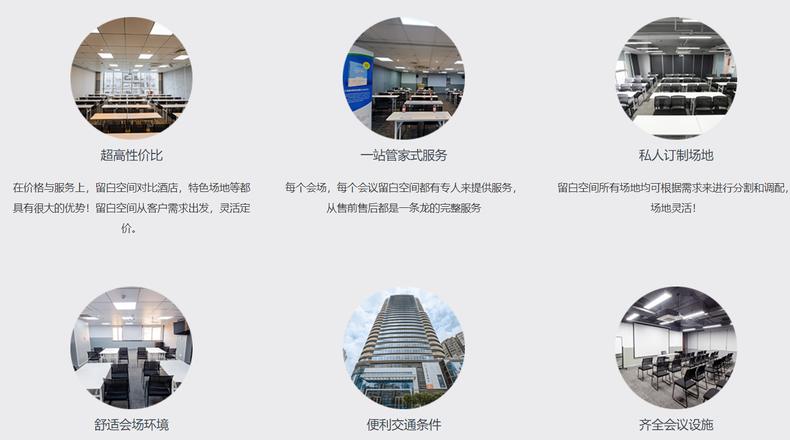 超高性价比
一站管家式服务
私人订制场地
在价格与服务上，留白空间对比酒店，特色场地等都
具有很大的优势！留白空间从客户需求出发，灵活定
价。
每个会场，每个会议留白空间都有专人来提供服务，
从售前售后都是一条龙的完整服务
留白空间所有场地均可根据需求来进行分割和调配，
场地灵活！
舒适会场环境
便利交通条件
齐全会议设施